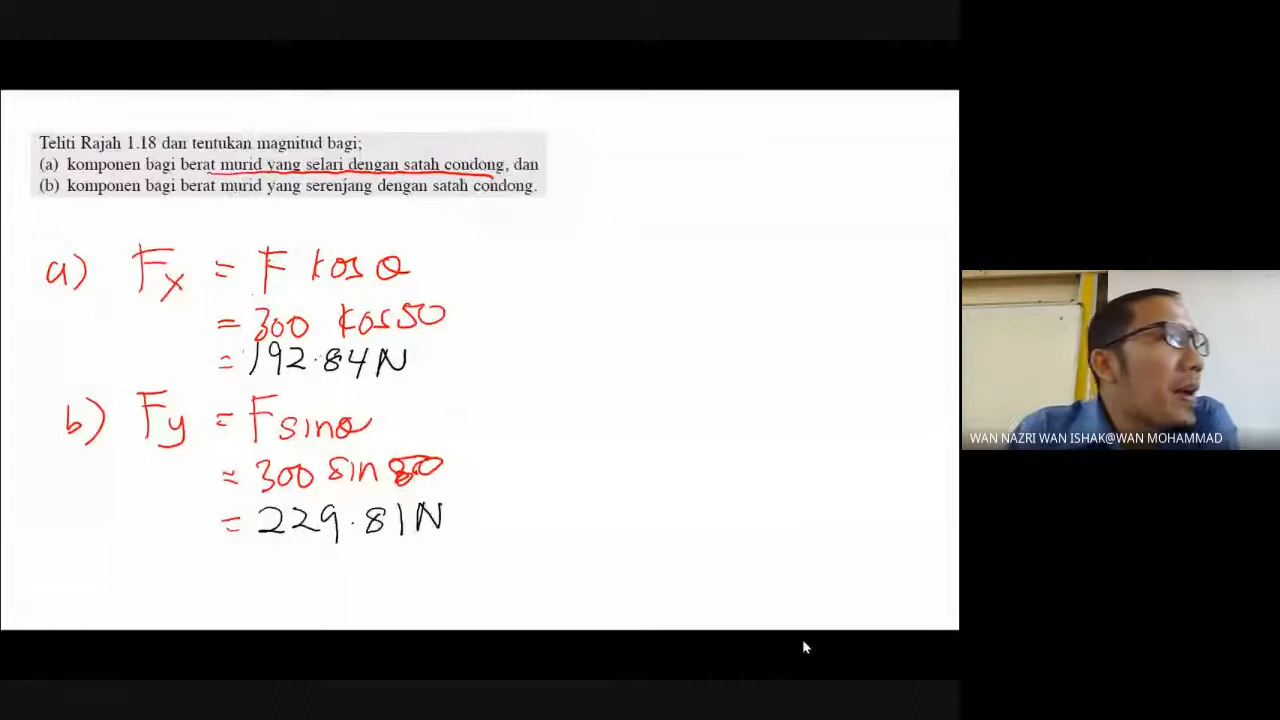 Teliti Rajah 1.18 dan tentukan magnitud bagi;
(a) komponen bagi berat murid yang selari dengan satah condong, dan
(b) komponen bagi berat murid yang serenjang dengan satah condong.
a) Fx = F kos θ
= 300 kos 50
= 192.84 N
b) Fy = F sin θ
= 300 sin
= 229.81 N
WAN NAZRI WAN ISHAK@WAN MOHAMMAD